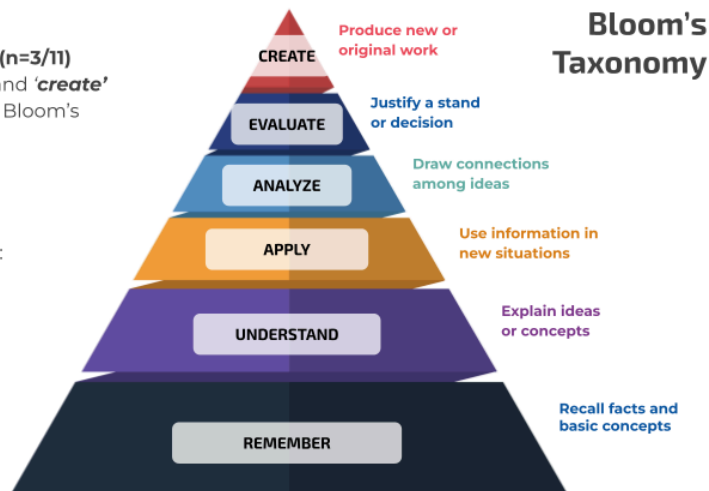 Bloom's
Taxonomy
(n=3/11)
and 'create'
Bloom's
:
CREATE
Produce new or
original work
EVALUATE
Justify a stand
or decision
ANALYZE
Draw connections
among ideas
APPLY
Use information in
new situations
UNDERSTAND
Explain ideas
or concepts
REMEMBER
Recall facts and
basic concepts